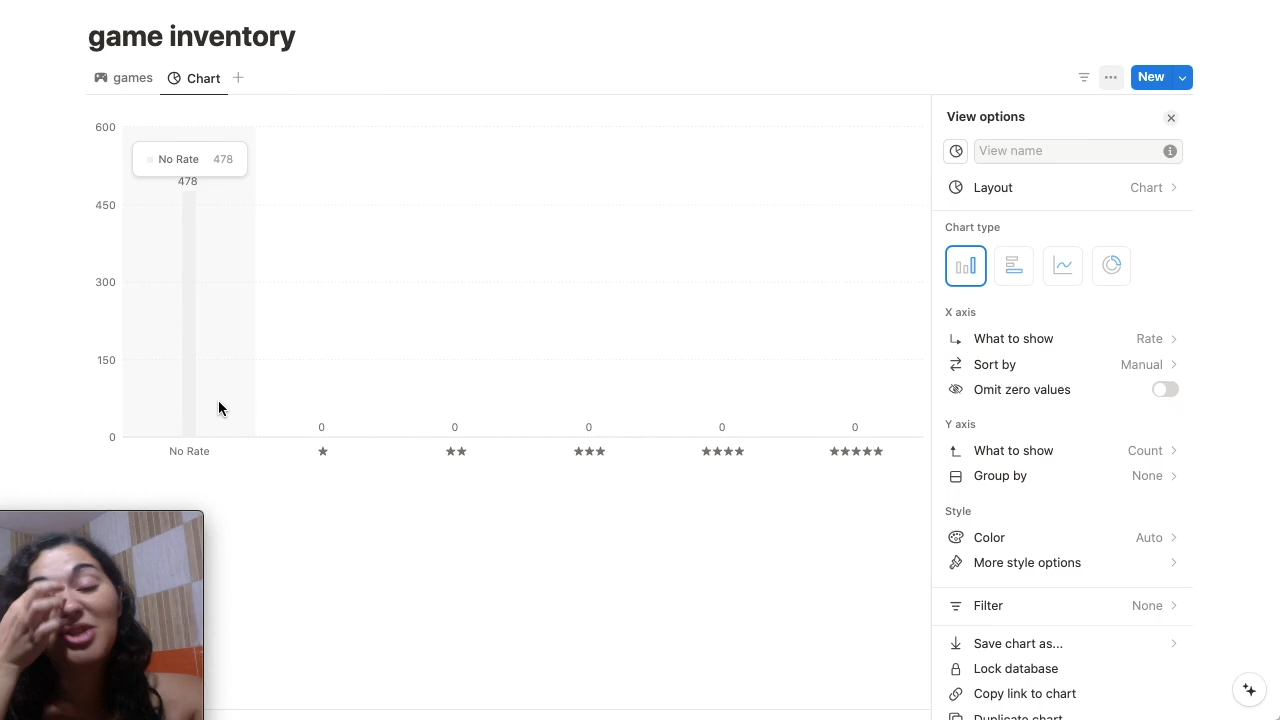 game inventory
games
Chart
New
600
No Rate 478
478
450
300
150
0
0
0
0
0
0
No Rate
★
★★
★★★
★★★★
★★★★★
View options
View name
Layout Chart
Chart type
X axis
What to show Rate
Sort by Manual
Omit zero values
Y axis
What to show Count
Group by None
Style
Color Auto
More style options
Filter None
Save chart as...
Lock database
Copy link to chart
Duplicate chart